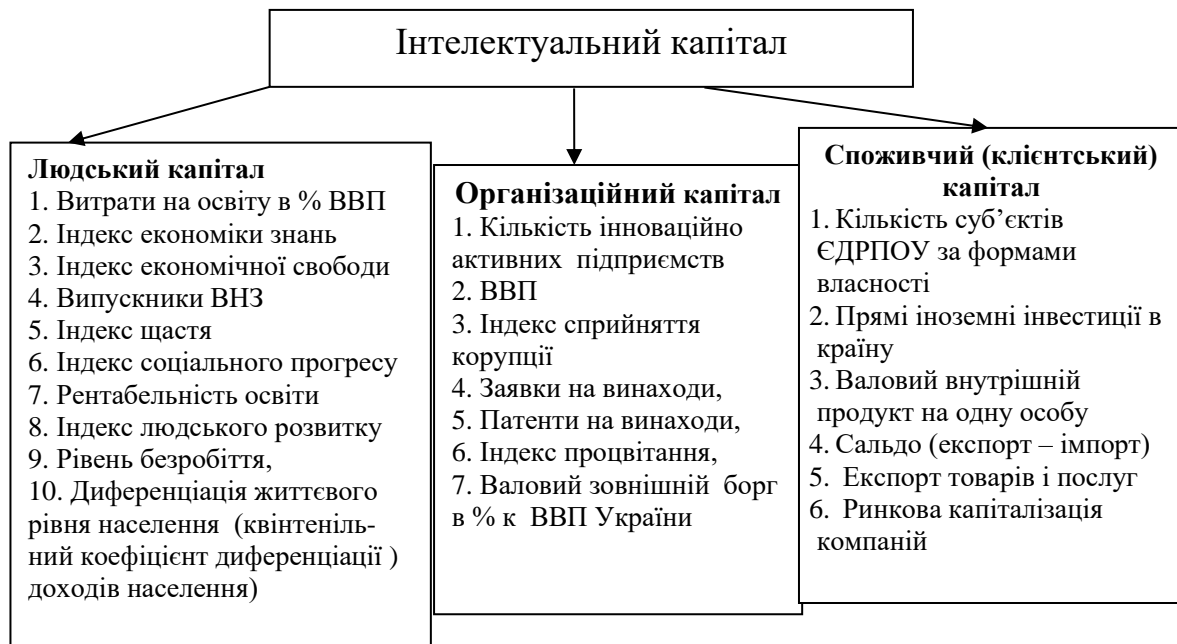 Інтелектуальний капітал
Людський капітал
1. Витрати на освіту в % ВВП
2. Індекс економіки знань
3. Індекс економічної свободи
4. Випускники ВНЗ
5. Індекс щастя
6. Індекс соціального прогресу
7. Рентабельність освіти
8. Індекс людського розвитку
9. Рівень безробіття,
10. Диференціація життєвого
рівня населення (квінтеніль-
ний коефіцієнт диференціації )
доходів населення)
Організаційний капітал
1. Кількість інноваційно
активних підприємств
2. ВВП
3. Індекс сприйняття
корупції
4. Заявки на винаходи,
5. Патенти на винаходи,
6. Індекс процвітання,
7. Валовий зовнішній борг
в % к ВВП України
Споживчий (клієнтський)
капітал
1. Кількість суб’єктів
ЄДРПОУ за формами
власності
2. Прямі іноземні інвестиції в
країну
3. Валовий внутрішній
продукт на одну особу
4. Сальдо (експорт – імпорт)
5. Експорт товарів і послуг
6. Ринкова капіталізація
компаній